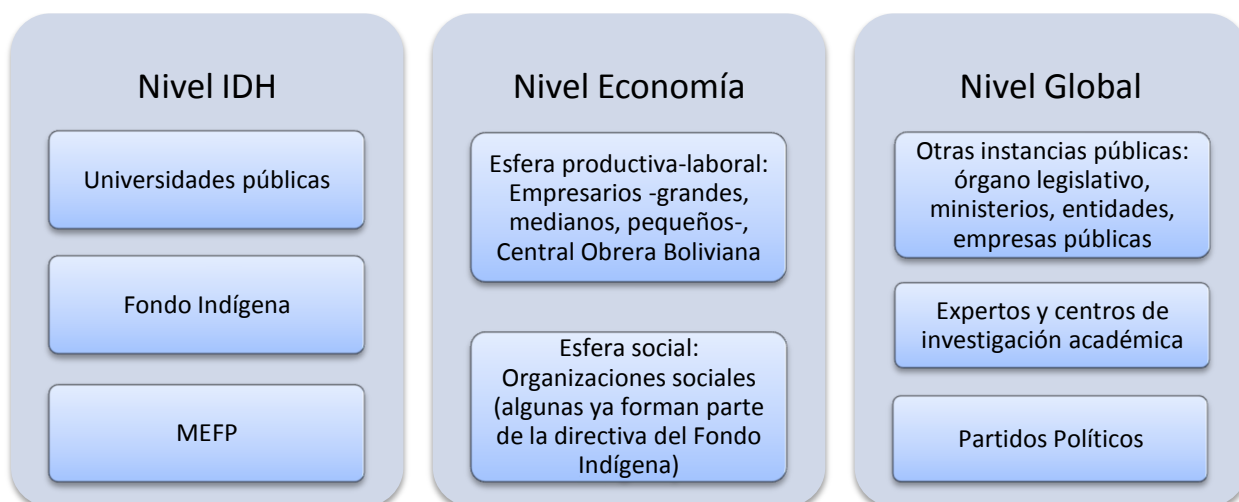 Nivel IDH
Universidades públicas
Fondo Indígena
MEFP
Nivel Economía
Esfera productiva-laboral:
Empresarios -grandes,
medianos, pequeños-,
Central Obrera Boliviana
Esfera social:
Organizaciones sociales
(algunas ya forman parte
de la directiva del Fondo
Indígena)
Nivel Global
Otras instancias públicas:
órgano legislativo,
ministerios, entidades,
empresas públicas
Expertos y centros de
investigación académica
Partidos Políticos